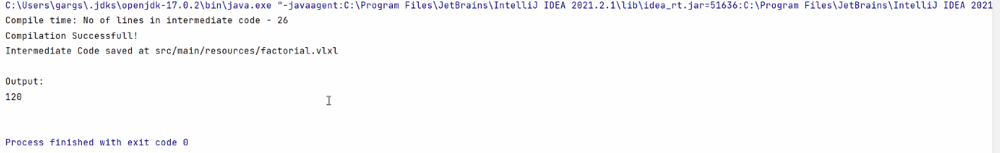 C:\Users\gargs\.jdks\openjdk-17.0.2\bin\java.exe "-javaagent:C:\Program Files\JetBrains\IntelliJ IDEA 2021.2.1\lib\idea_rt.jar=51636:C:\Program Files\JetBrains\IntelliJ IDEA 2021
Compile time: No of lines in intermediate code - 26
Compilation Successfull!
Intermediate Code saved at src/main/resources/factorial.vlxl
Output:
120
Process finished with exit code 0